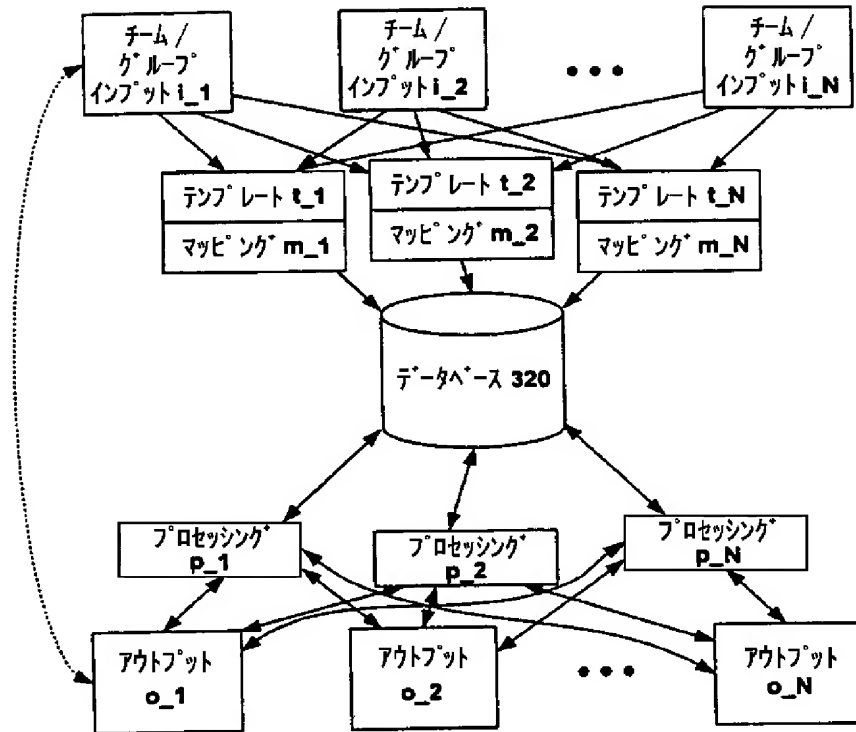 チーム /
グループ
インプット i_1
チーム /
グループ
インプット i_2
チーム /
グループ
インプット i_N
テンプレート t_1
マッピング m_1
テンプレート t_2
マッピング m_2
テンプレート t_N
マッピング m_N
データベース 320
プロセッシング
p_1
プロセッシング
p_2
プロセッシング
p_N
アウトプット
o_1
アウトプット
o_2
アウトプット
o_N